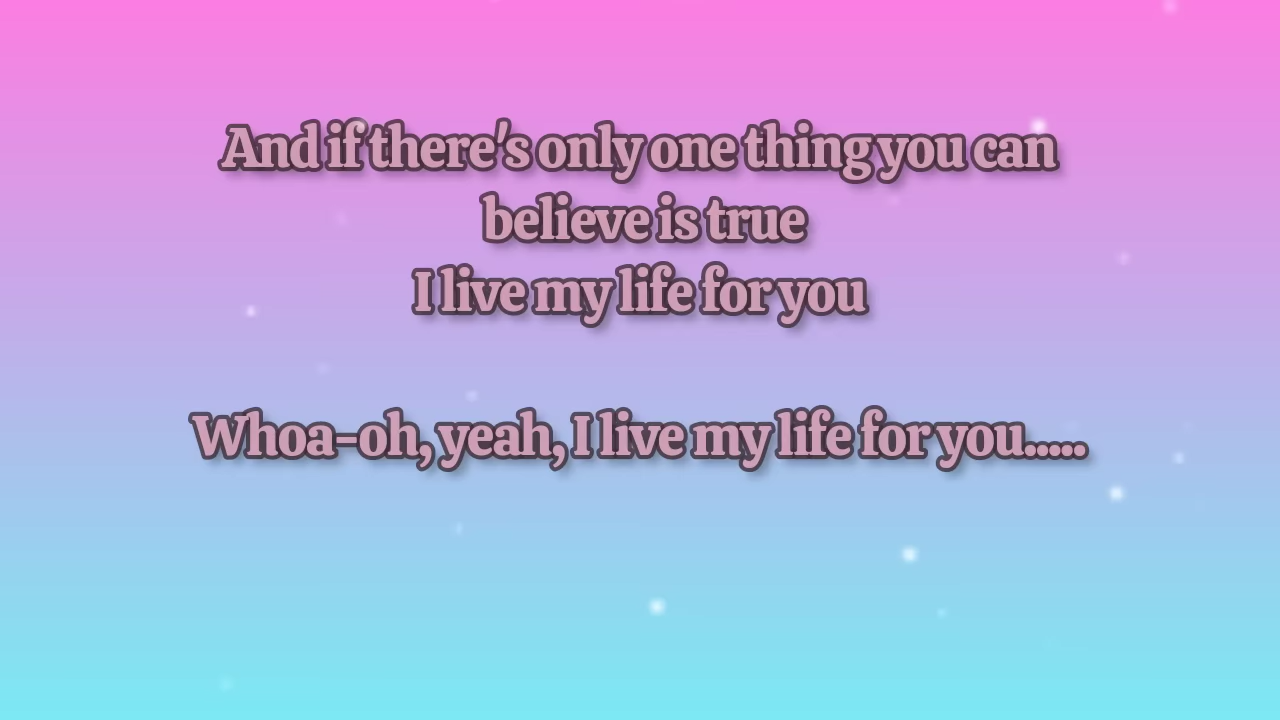 And if there's only one thing you can
believe is true
I live my life for you
Whoa-oh, yeah, I live my life for you.....